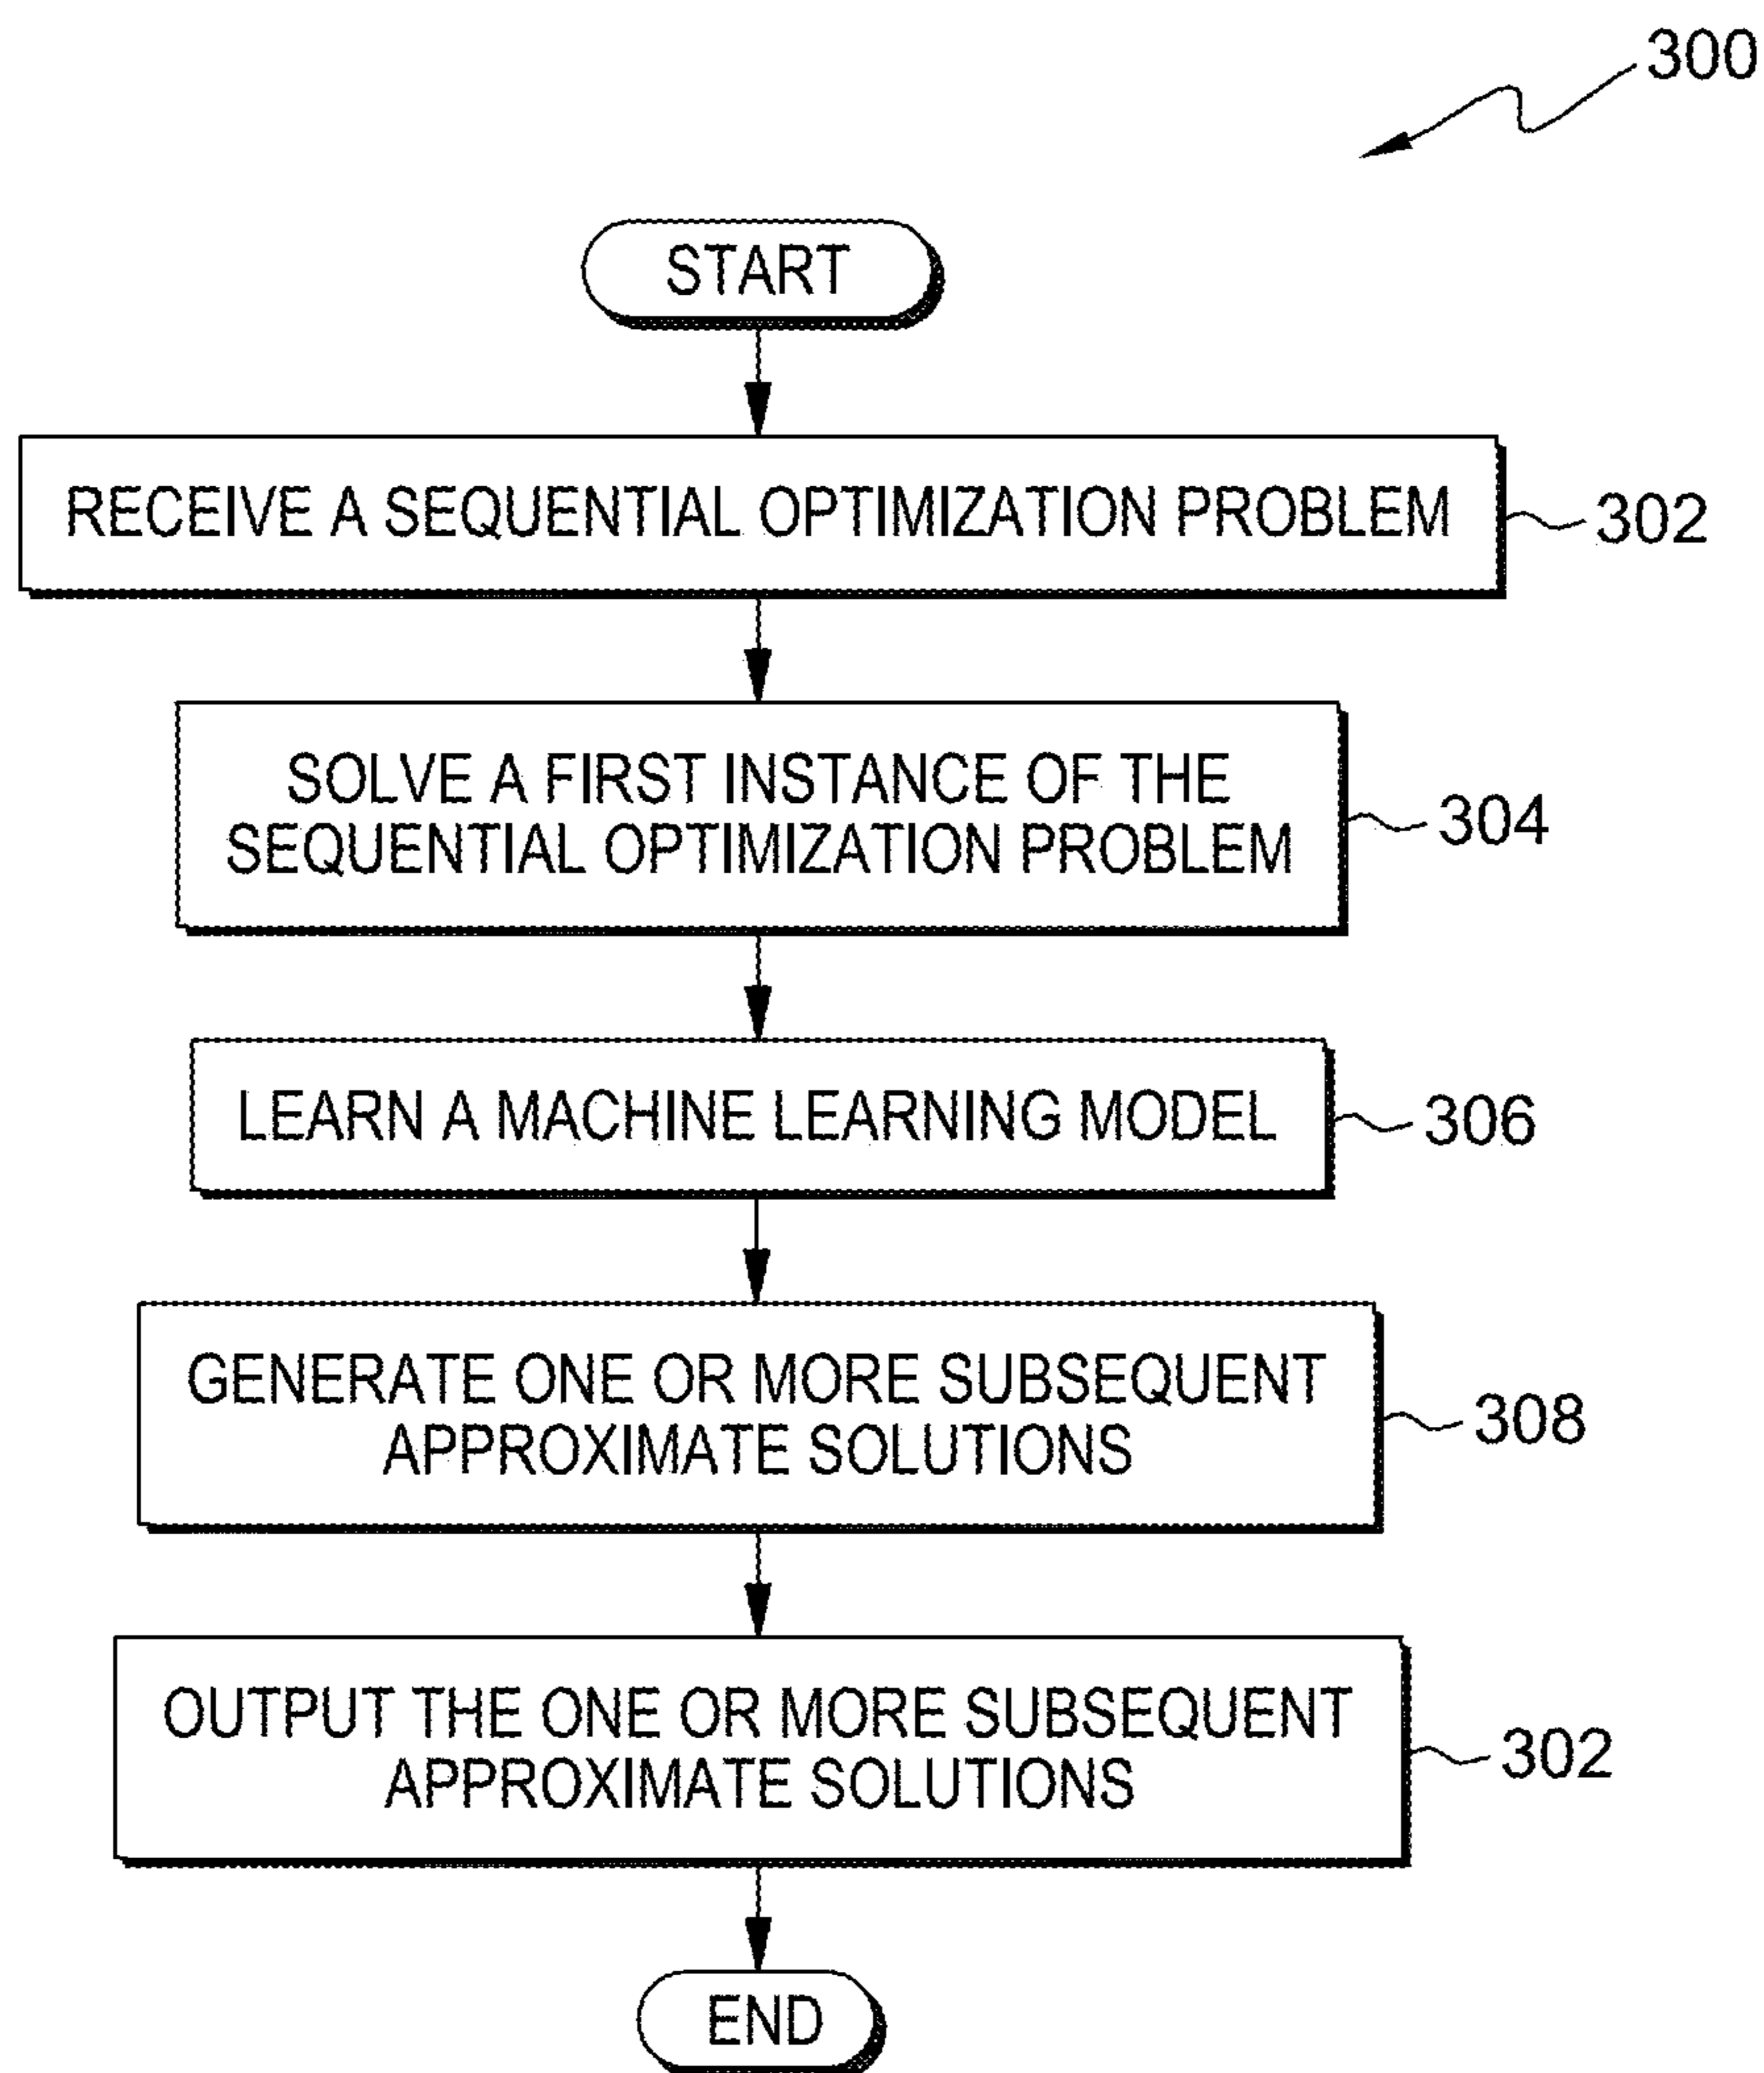 300
START
RECEIVE A SEQUENTIAL OPTIMIZATION PROBLEM
302
SOLVE A FIRST INSTANCE OF THE
SEQUENTIAL OPTIMIZATION PROBLEM
304
LEARN A MACHINE LEARNING MODEL
306
GENERATE ONE OR MORE SUBSEQUENT
APPROXIMATE SOLUTIONS
308
OUTPUT THE ONE OR MORE SUBSEQUENT
APPROXIMATE SOLUTIONS
302
END